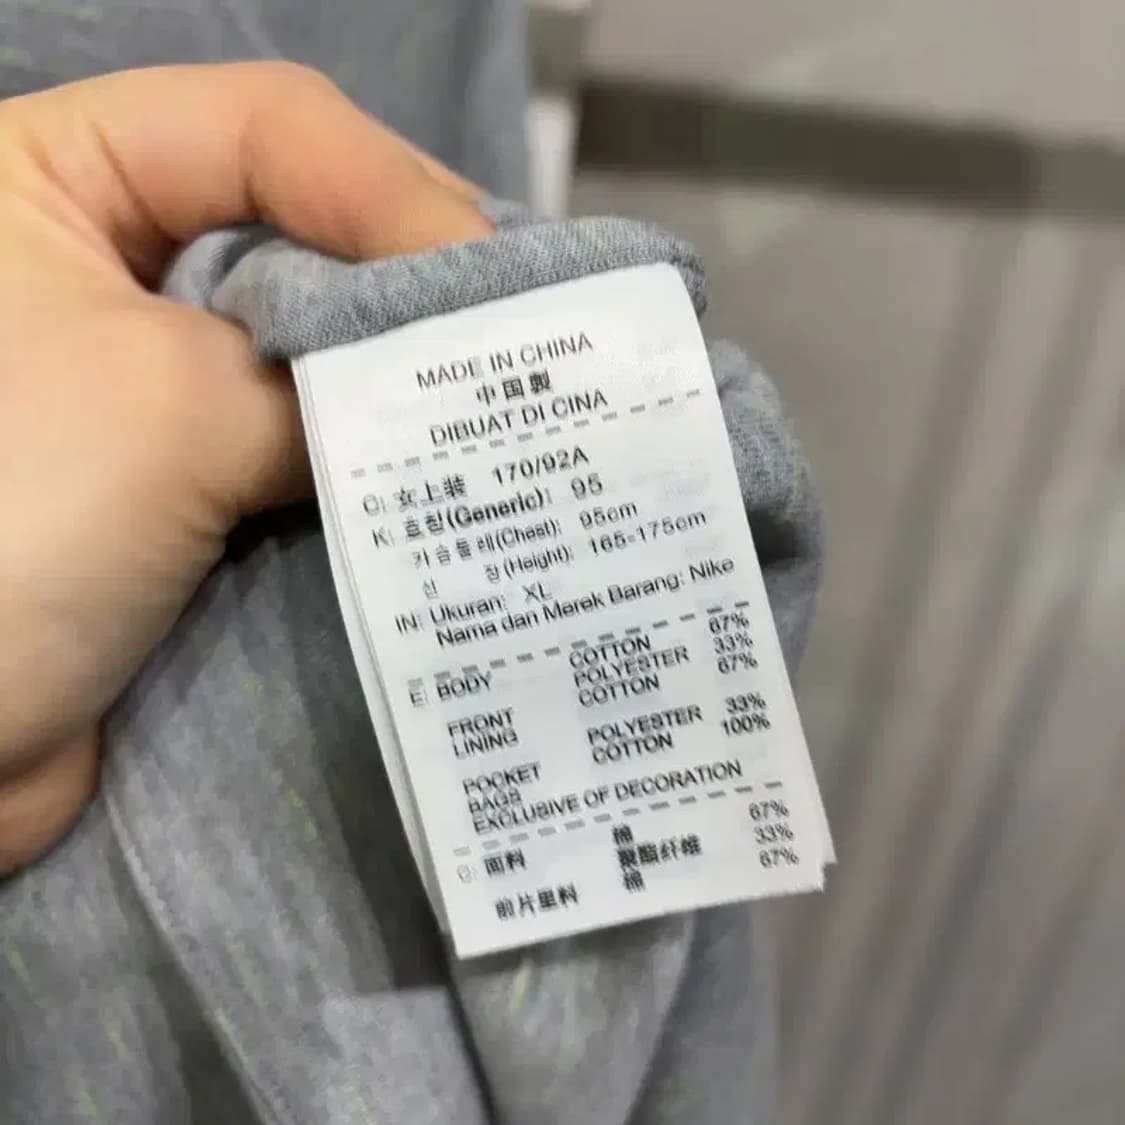 MADE IN CHINA
中国製
DIBUAT DI CINA
C: 女上装 170/92A
K: 호칭(Generic): 95
가슴둘레(Chest): 95cm
신 장(Height): 165-175cm
IN: Ukuran: XL
Nama dan Merek Barang: Nike
E: BODY COTTON 67%
POLYESTER 33%
FRONT LINING COTTON 67%
POLYESTER 33%
POCKET BAGS COTTON 100%
EXCLUSIVE OF DECORATION
C: 面料 棉 67%
聚酯纤维 33%
前片里料 棉 67%